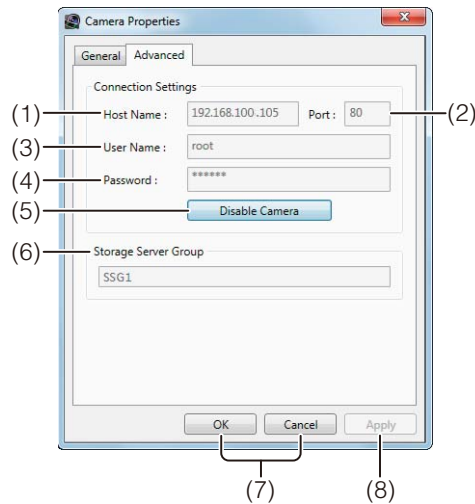 Camera Properties
General Advanced
Connection Settings
(1) Host Name : 192.168.100.105 Port : 80 (2)
(3) User Name : root
(4) Password : ******
(5) Disable Camera
(6) Storage Server Group
SSG1
OK Cancel Apply
(7) (8)